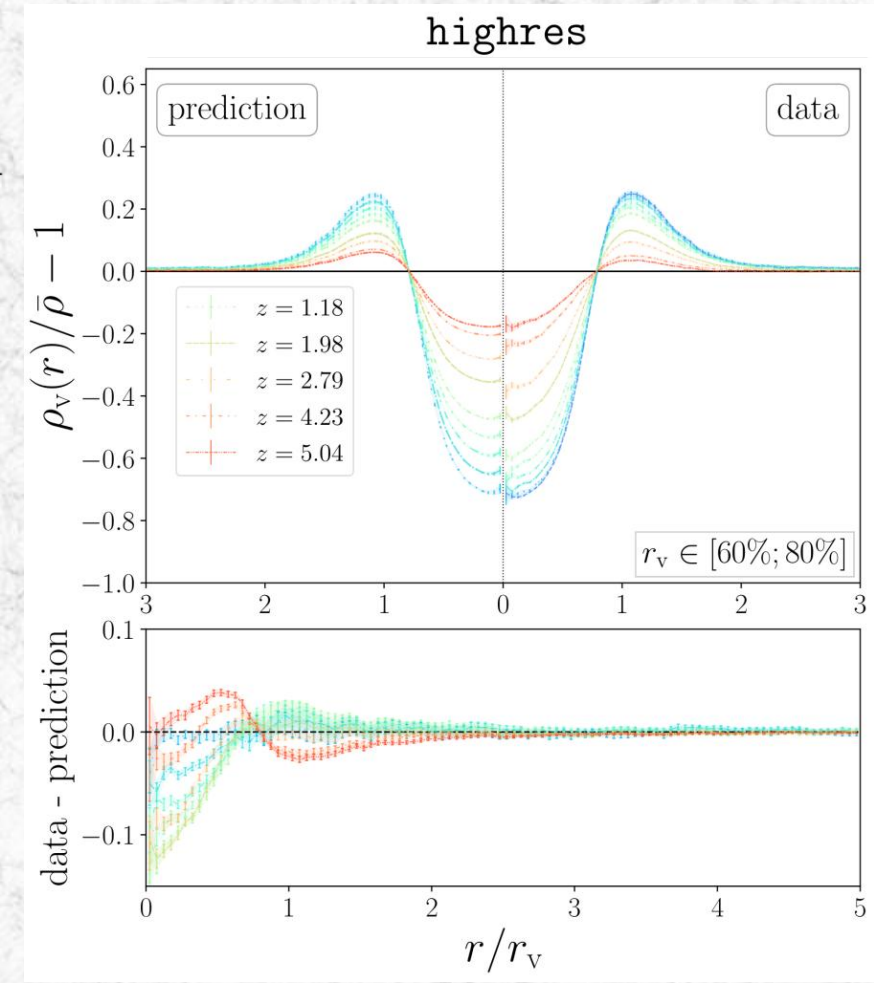 highres
prediction
data
0.6
0.4
0.2
0.0
−0.2
−0.4
−0.6
−0.8
−1.0
ρᵥ(r)/ρ̄ − 1
z = 1.18
z = 1.98
z = 2.79
z = 4.23
z = 5.04
rᵥ ∈ [60%; 80%]
3 2 1 0 1 2 3
0.1
0.0
−0.1
data - prediction
0 1 2 3 4 5
r/rᵥ